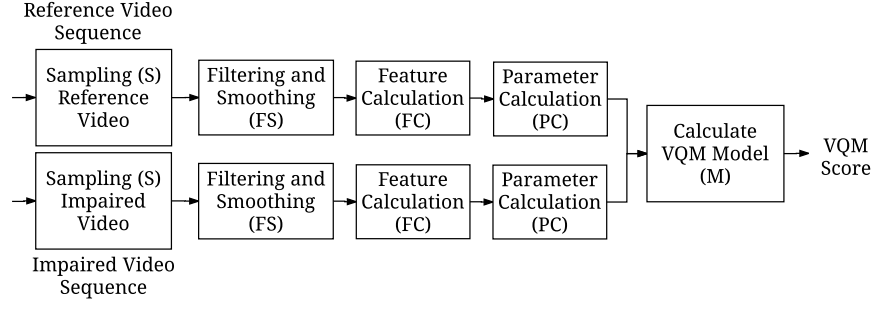 Reference Video
Sequence
Sampling (S)
Reference
Video
Filtering and
Smoothing
(FS)
Feature
Calculation
(FC)
Parameter
Calculation
(PC)
Sampling (S)
Impaired
Video
Filtering and
Smoothing
(FS)
Feature
Calculation
(FC)
Parameter
Calculation
(PC)
Impaired Video
Sequence
Calculate
VQM Model
(M)
VQM
Score